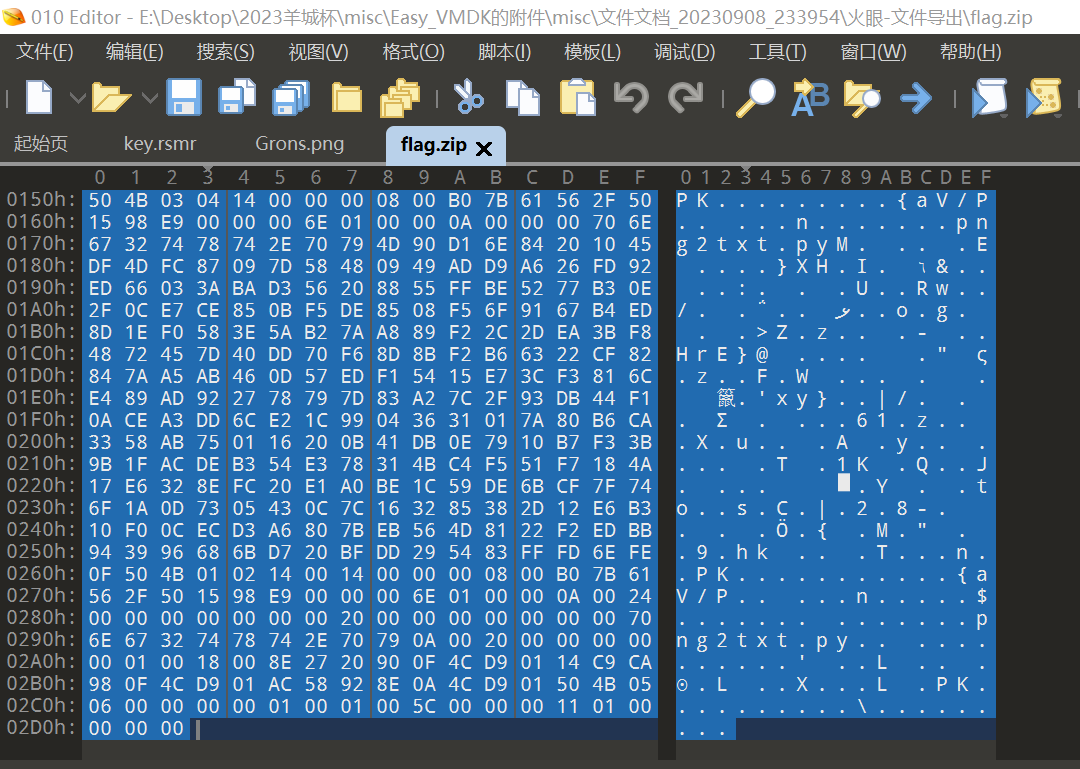 010 Editor - E:\Desktop\2023羊城杯\misc\Easy_VMDK的附件\misc\文件文档_20230908_233954\火眼-文件导出\flag.zip
文件(F) 编辑(E) 搜索(S) 视图(V) 格式(O) 脚本(I) 模板(L) 调试(D) 工具(T) 窗口(W) 帮助(H)
起始页 key.rsmr Grons.png flag.zip
0 1 2 3 4 5 6 7 8 9 A B C D E F 0123456789ABCDEF
0150h: 50 4B 03 04 14 00 00 00 08 00 B0 7B 61 56 2F 50 PK.........{aV/P
0160h: 15 98 E9 00 00 00 6E 01 00 00 0A 00 00 00 70 6E .. ...n.......pn
0170h: 67 32 74 78 74 2E 70 79 4D 90 D1 6E 84 20 10 45 g2txt.pyM. ... .E
0180h: DF 4D FC 87 09 7D 58 48 09 49 AD D9 A6 26 FD 92
0190h: ED 66 03 3A BA D3 56 20 88 55 FF BE 52 77 B3 0E
01A0h: 2F 0C E7 CE 85 0B F5 DE 85 08 F5 6F 91 67 B4 ED
01B0h: 8D 1E F0 58 3E 5A B2 7A A8 89 F2 2C 2D EA 3B F8
01C0h: 48 72 45 7D 40 DD 70 F6 8D 8B F2 B6 63 22 CF 82
01D0h: 84 7A A5 AB 46 0D 57 ED F1 54 15 E7 3C F3 81 6C
01E0h: E4 89 AD 92 27 78 79 7D 83 A2 7C 2F 93 DB 44 F1
01F0h: 0A CE A3 DD 6C E2 1C 99 04 36 31 01 7A 80 B6 CA
0200h: 33 58 AB 75 01 16 20 0B 41 DB 0E 79 10 B7 F3 3B
0210h: 9B 1F AC DE B3 54 E3 78 31 4B C4 F5 51 F7 18 4A
0220h: 17 E6 32 8E FC 20 E1 A0 BE 1C 59 DE 6B CF 7F 74
0230h: 6F 1A 0D 73 05 43 0C 7C 16 32 85 38 2D 12 E6 B3
0240h: 10 F0 0C EC D3 A6 80 7B EB 56 4D 81 22 F2 ED BB
0250h: 94 39 96 68 6B D7 20 BF DD 29 54 83 FF FD 6E FE
0260h: 0F 50 4B 01 02 14 00 14 00 00 00 08 00 B0 7B 61 .PK...........{a
0270h: 56 2F 50 15 98 E9 00 00 00 6E 01 00 00 0A 00 24 V/P.. ...n.....$
0280h: 00 00 00 00 00 00 00 20 00 00 00 00 00 00 00 70 ....... .......p
0290h: 6E 67 32 74 78 74 2E 70 79 0A 00 20 00 00 00 00 ng2txt.py.. ....
02A0h: 00 01 00 18 00 8E 27 20 90 0F 4C D9 01 14 C9 CA
02B0h: 98 0F 4C D9 01 AC 58 92 8E 0A 4C D9 01 50 4B 05
02C0h: 06 00 00 00 00 01 00 01 00 5C 00 00 00 11 01 00 .........\......
02D0h: 00 00 00 ...